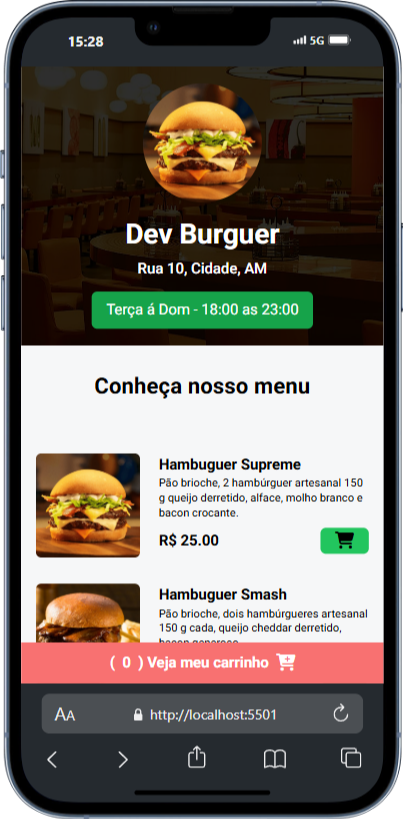 15:28
5G
Dev Burguer
Rua 10, Cidade, AM
Terça á Dom - 18:00 as 23:00
Conheça nosso menu
Hambuguer Supreme
Pão brioche, 2 hambúrguer artesanal 150
g queijo derretido, alface, molho branco e
bacon crocante.
R$ 25.00
Hambuguer Smash
Pão brioche, dois hambúrgueres artesanal
150 g cada, queijo cheddar derretido,
bacon generoso
( 0 ) Veja meu carrinho
AA
http://localhost:5501